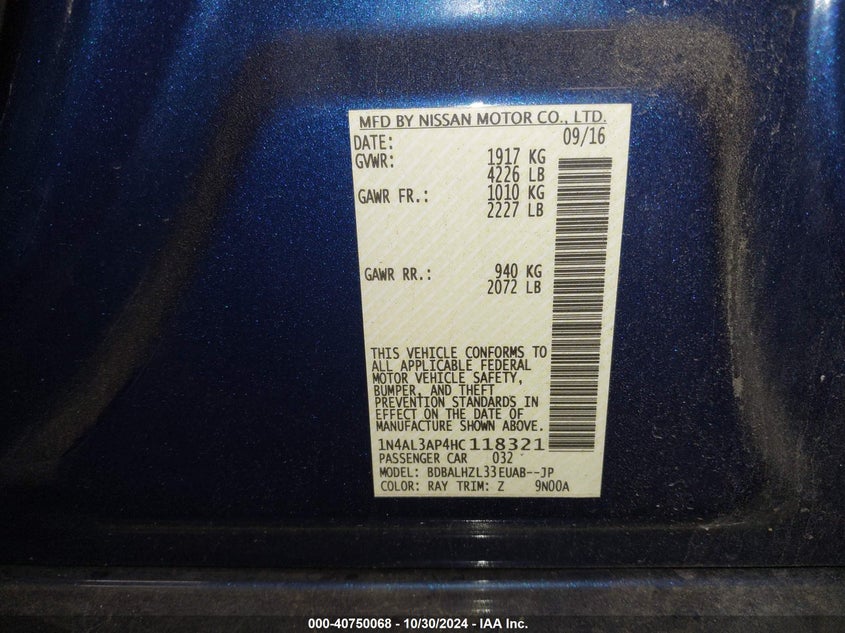 MFD BY NISSAN MOTOR CO., LTD.
DATE: 09/16
GVWR: 1917 KG
4226 LB
GAWR FR.: 1010 KG
2227 LB
GAWR RR.: 940 KG
2072 LB
THIS VEHICLE CONFORMS TO
ALL APPLICABLE FEDERAL
MOTOR VEHICLE SAFETY,
BUMPER, AND THEFT
PREVENTION STANDARDS IN
EFFECT ON THE DATE OF
MANUFACTURE SHOWN ABOVE.
1N4AL3AP4HC118321
PASSENGER CAR 032
MODEL: BDBALHZL33EUAB--JP
COLOR: RAY TRIM: Z 9N00A
000-40750068 - 10/30/2024 - IAA Inc.